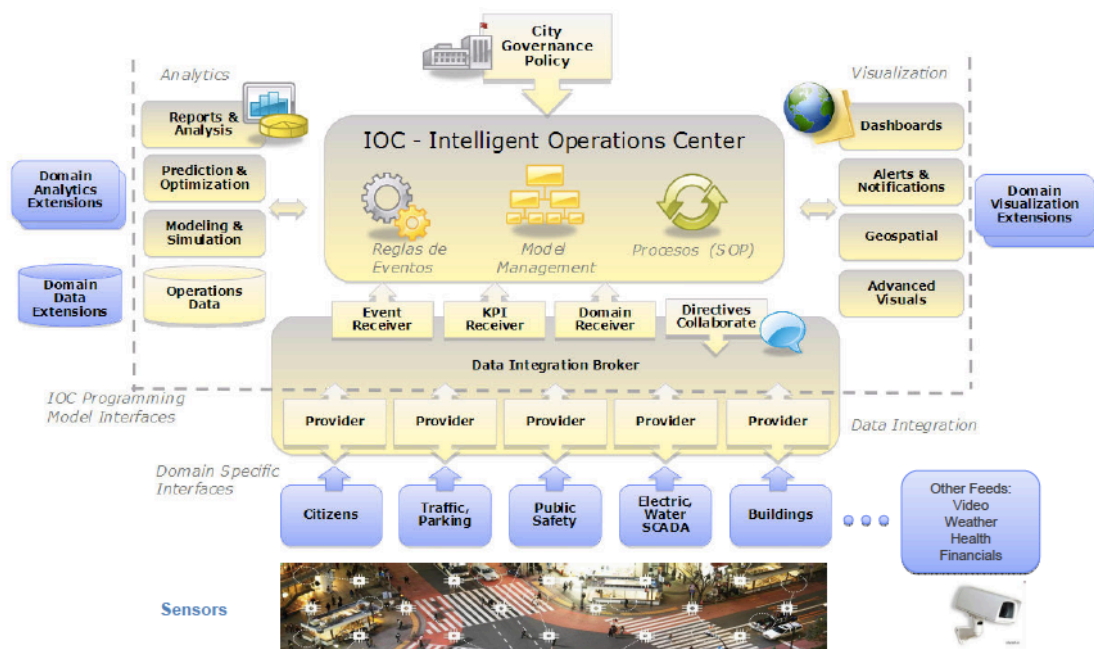 City
Governance
Policy
Analytics
Visualization
Reports &
Analysis
Prediction &
Optimization
Modeling &
Simulation
Operations
Data
Domain
Analytics
Extensions
Domain
Data
Extensions
IOC - Intelligent Operations Center
Reglas de
Eventos
Model
Management
Procesos (SOP)
Dashboards
Alerts &
Notifications
Geospatial
Advanced
Visuals
Domain
Visualization
Extensions
Event
Receiver
KPI
Receiver
Domain
Receiver
Directives
Collaborate
Data Integration Broker
IOC Programming
Model Interfaces
Provider
Provider
Provider
Provider
Provider
Data Integration
Domain Specific
Interfaces
Citizens
Traffic,
Parking
Public
Safety
Electric,
Water
SCADA
Buildings
Other Feeds:
Video
Weather
Health
Financials
Sensors